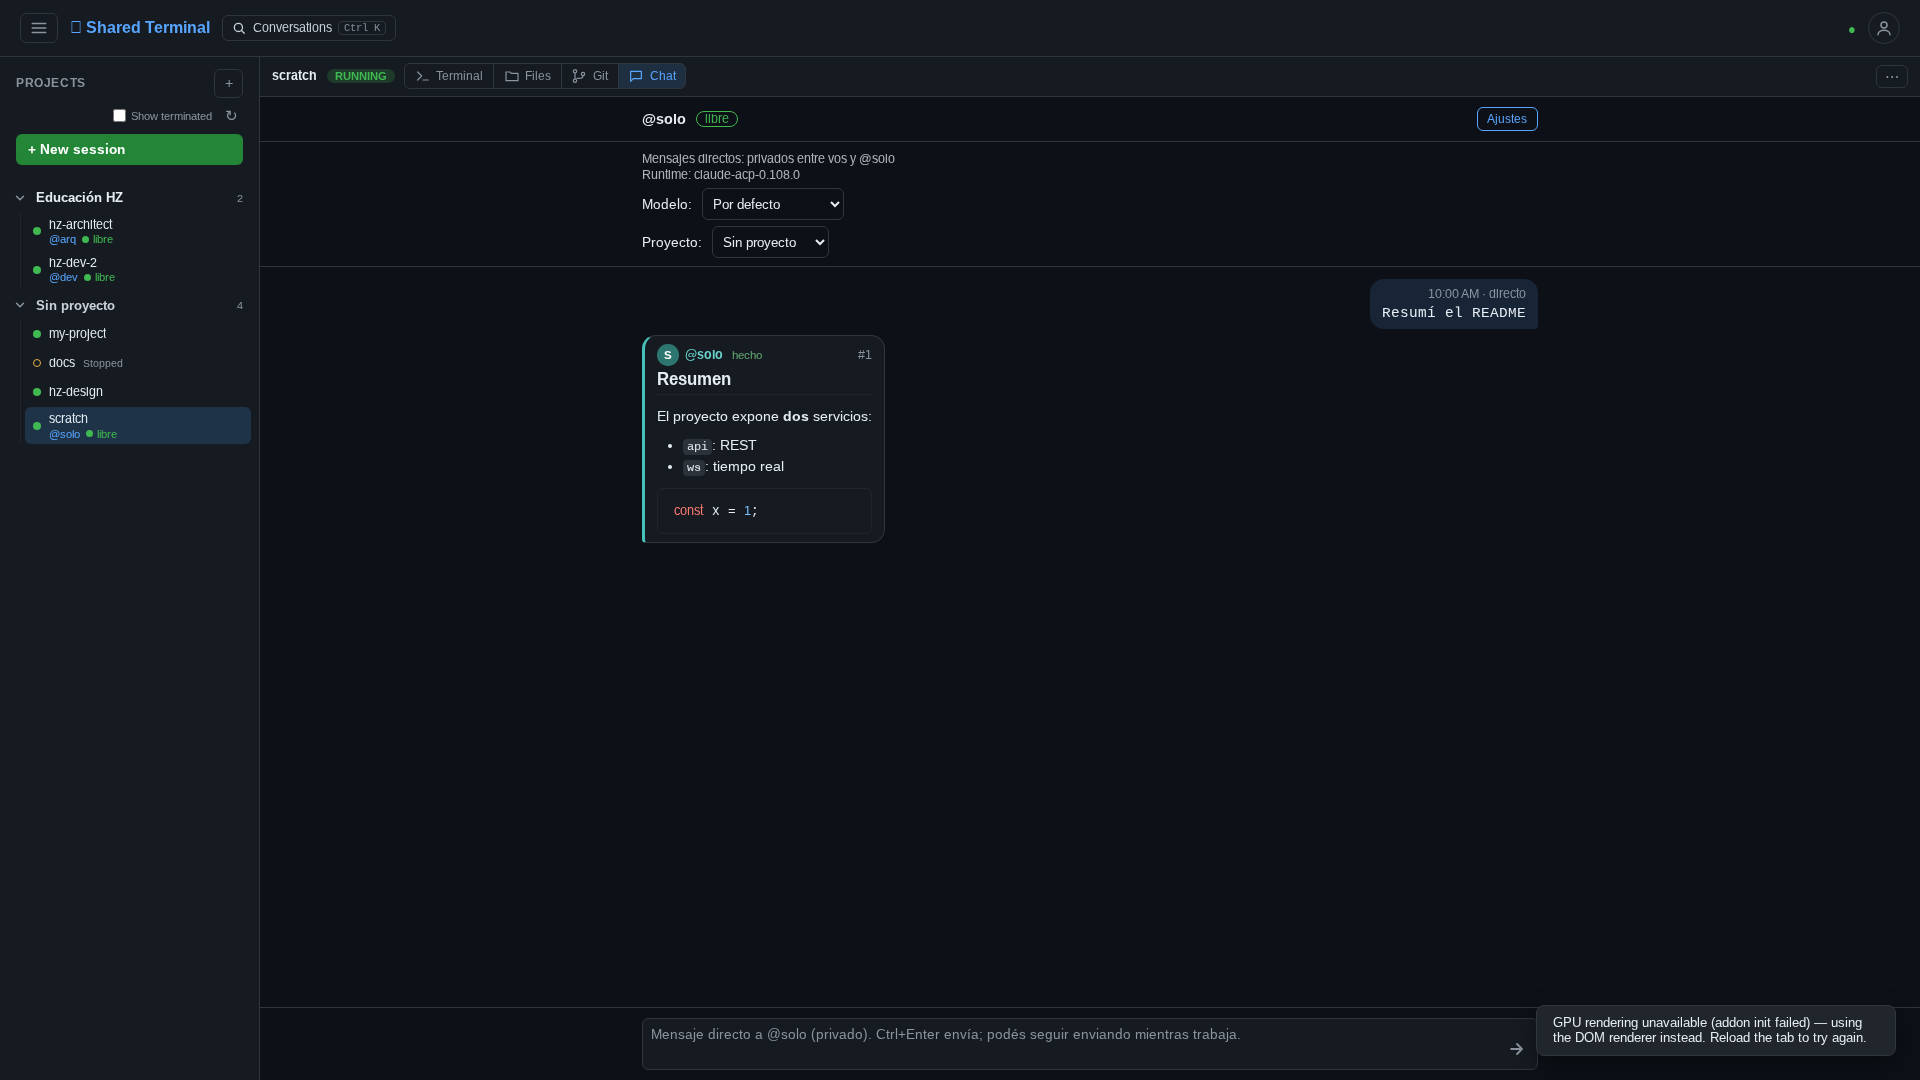 Shared Terminal
Conversations Ctrl K
PROJECTS
+
Show terminated
+ New session
Educación HZ 2
hz-architect
@arq libre
hz-dev-2
@dev libre
Sin proyecto 4
my-project
docs Stopped
hz-design
scratch
@solo libre
scratch RUNNING Terminal Files Git Chat
@solo libre Ajustes
Mensajes directos: privados entre vos y @solo
Runtime: claude-acp-0.108.0
Modelo: Por defecto
Proyecto: Sin proyecto
10:00 AM · directo
Resumí el README
S @solo hecho #1
Resumen
El proyecto expone dos servicios:
• api: REST
• ws: tiempo real
const x = 1;
Mensaje directo a @solo (privado). Ctrl+Enter envía; podés seguir enviando mientras trabaja.
GPU rendering unavailable (addon init failed) — using
the DOM renderer instead. Reload the tab to try again.